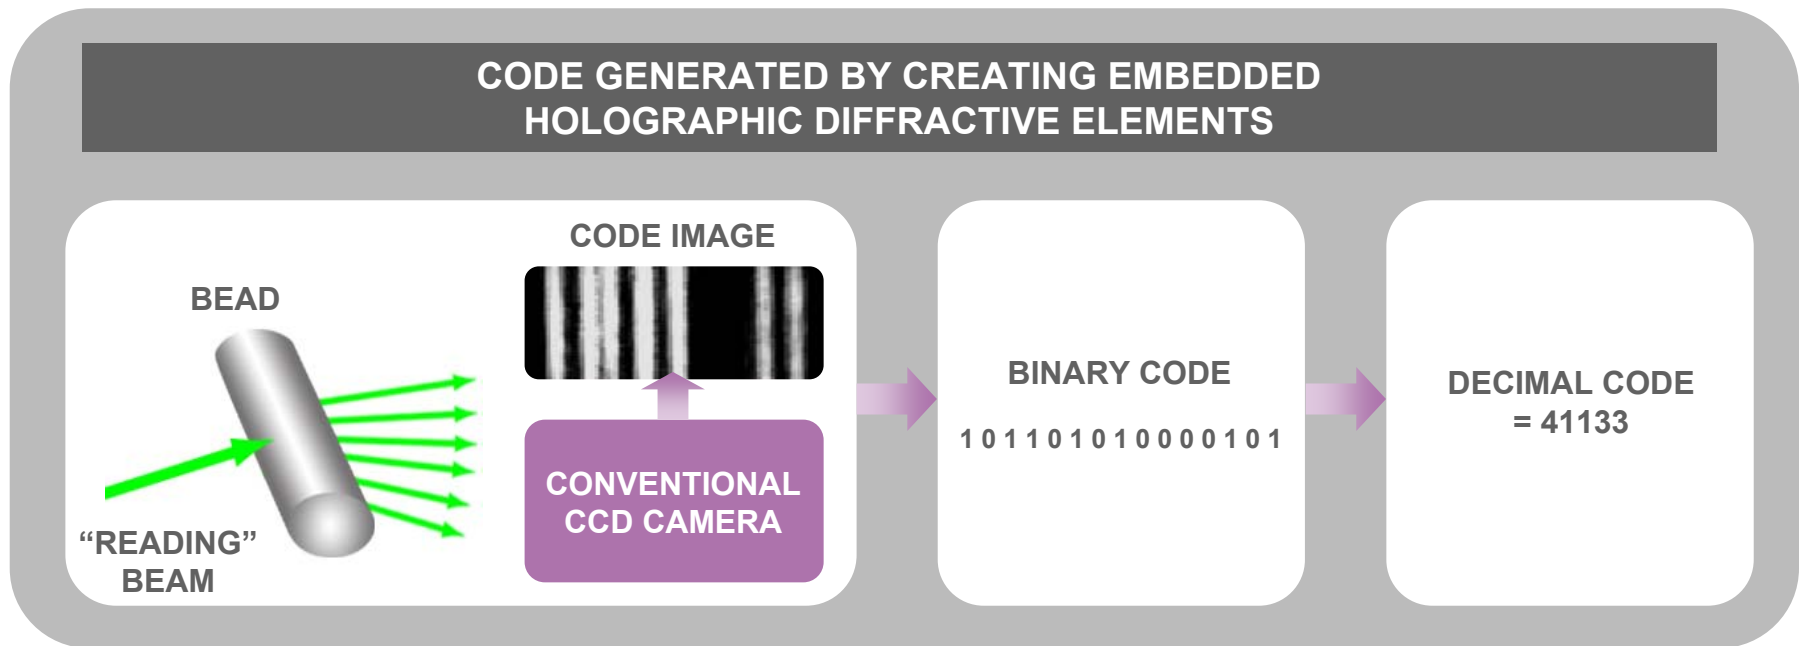 CODE GENERATED BY CREATING EMBEDDED
HOLOGRAPHIC DIFFRACTIVE ELEMENTS
CODE IMAGE
BEAD
“READING”
BEAM
CONVENTIONAL
CCD CAMERA
BINARY CODE
1 0 1 1 0 1 0 1 0 0 0 0 1 0 1
DECIMAL CODE
= 41133